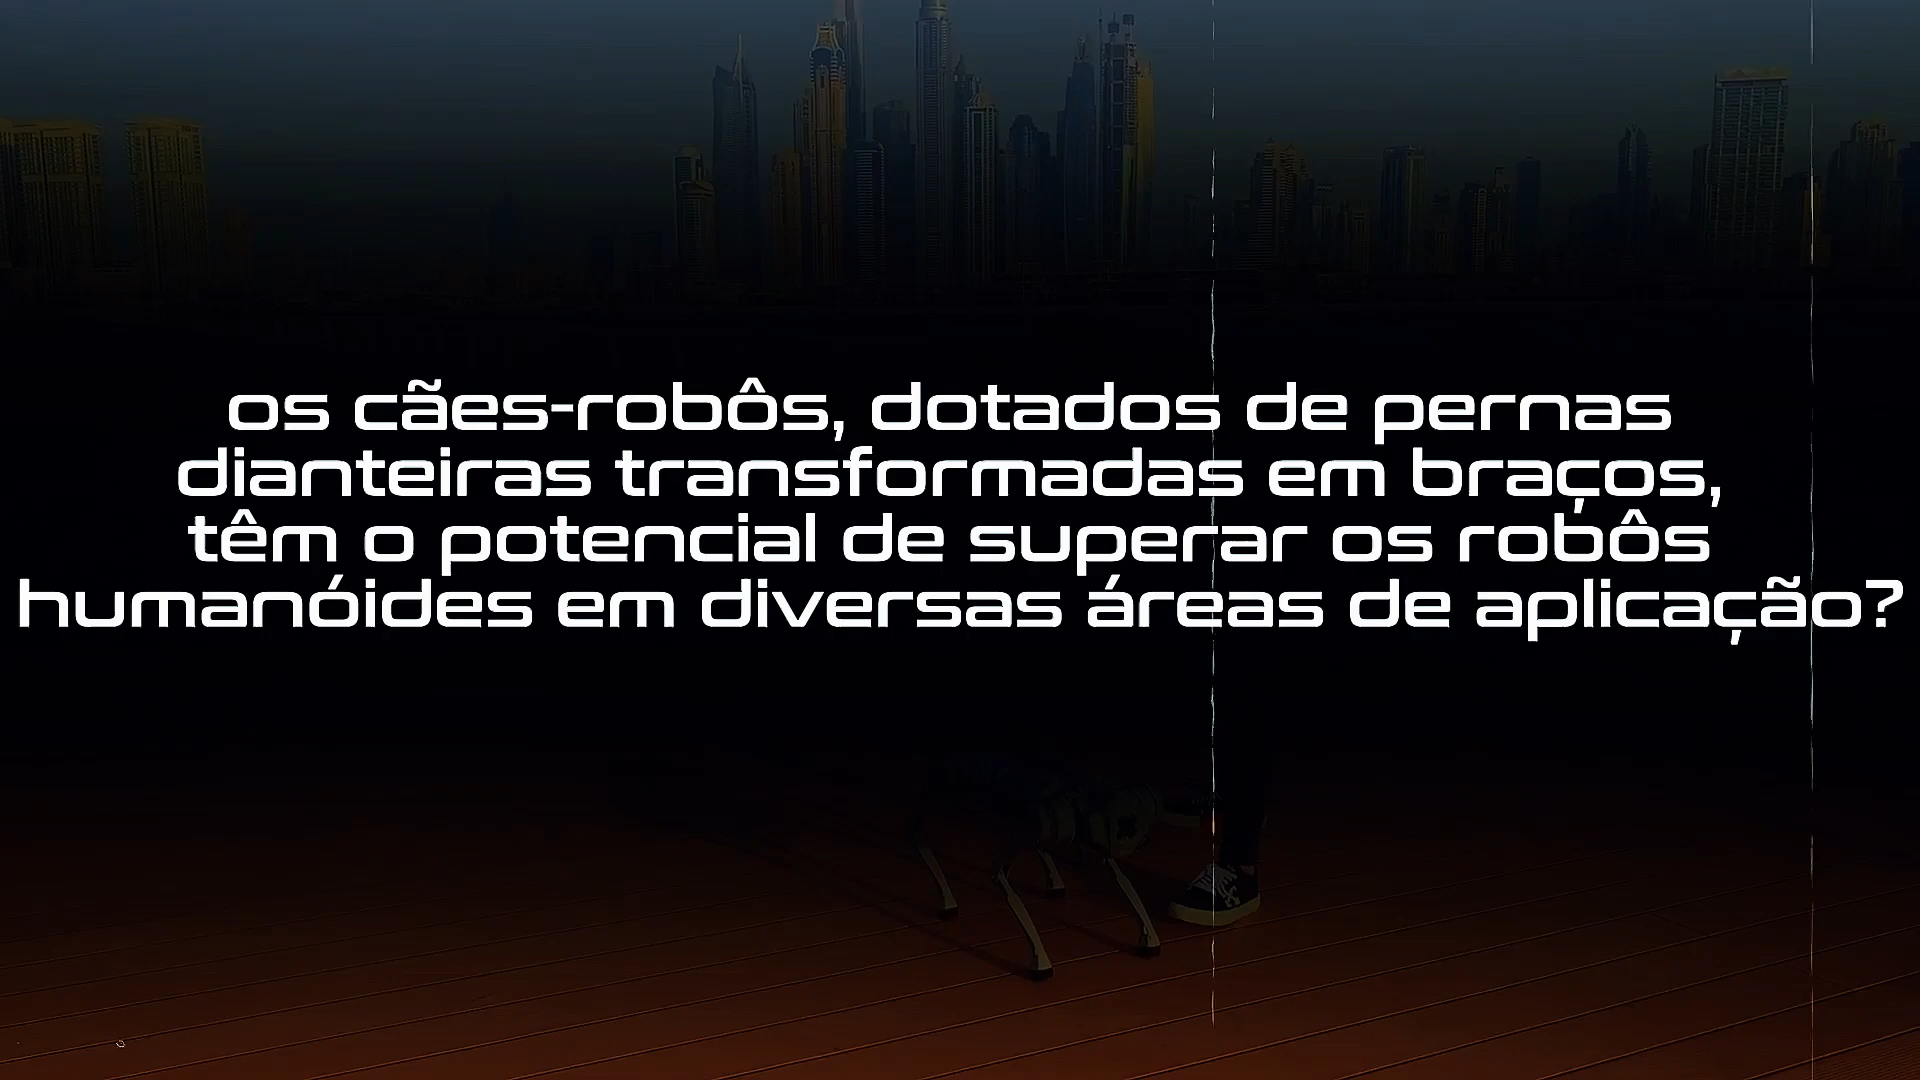 os cães-robôs, dotados de pernas
dianteiras transformadas em braços,
têm o potencial de superar os robôs
humanóides em diversas áreas de aplicação?